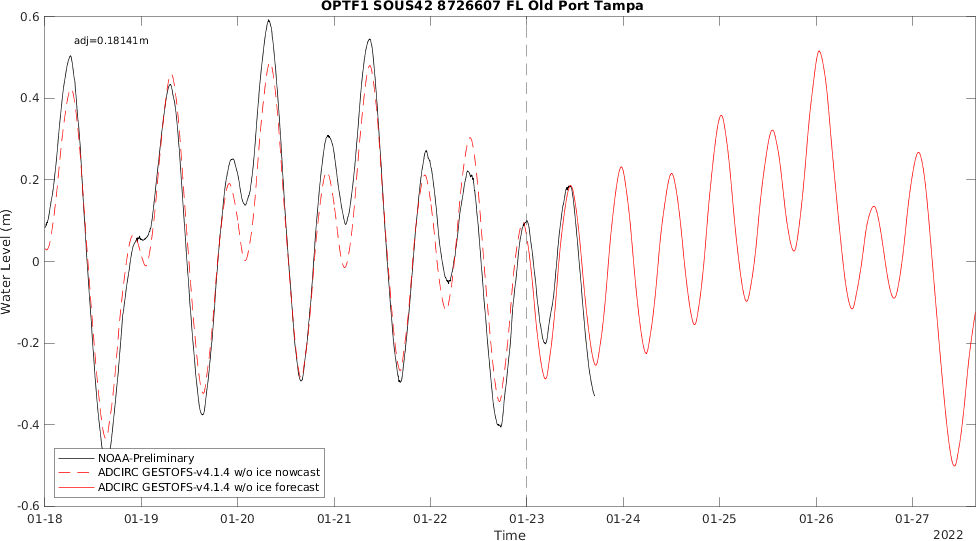 OPTF1 SOUS42 8726607 FL Old Port Tampa
adj=0.18141m
0.6
0.4
0.2
0
-0.2
-0.4
-0.6
Water Level (m)
NOAA-Preliminary
ADCIRC GESTOFS-v4.1.4 w/o ice nowcast
ADCIRC GESTOFS-v4.1.4 w/o ice forecast
01-18 01-19 01-20 01-21 01-22 01-23 01-24 01-25 01-26 01-27
Time
2022